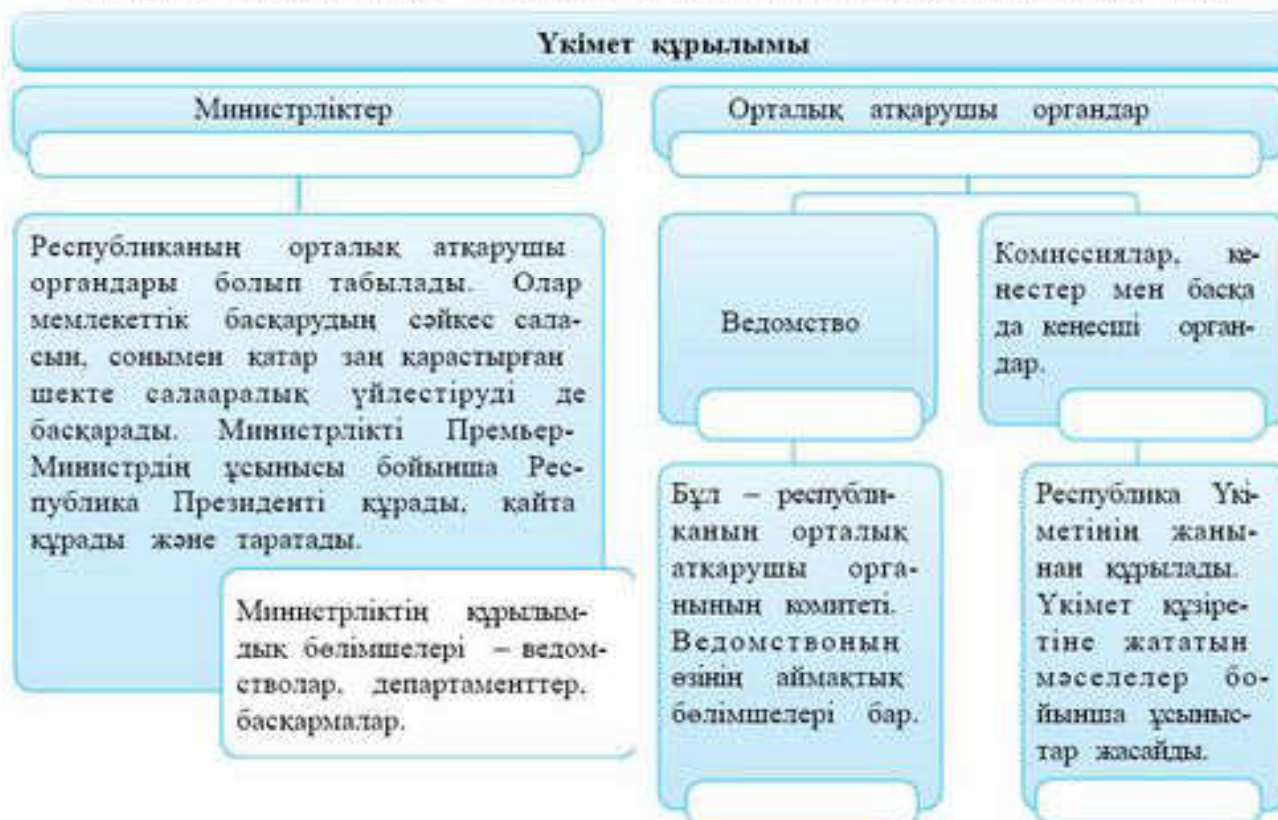 Үкімет құрылымы
Министрліктер
Республиканың орталық атқарушы
органдары болып табылады. Олар
мемлекеттік басқарудың сәйкес сала-
сын, сонымен қатар заң қарастырған
шекте салааралық үйлестіруді де
басқарады. Министрлікті Премьер-
Министрдің ұсынысы бойынша Рес-
публика Президенті құрады, қайта
құрады және таратады.
Министрліктің құрылым-
дық бөлімшелері – ведом-
стволар, департаменттер,
басқармалар.
Орталық атқарушы органдар
Ведомство
Бұл – республи-
каның орталық
атқарушы орга-
нының комитеті.
Ведомствоның
өзінің аймақтық
бөлімшелері бар.
Комиссиялар, ке-
ңестер мен басқа
да кеңесші орган-
дар.
Республика Үкі-
метінің жаны-
нан құрылады.
Үкімет құзіре-
тіне жататын
мәселелер бо-
йынша ұсыныс-
тар жасайды.